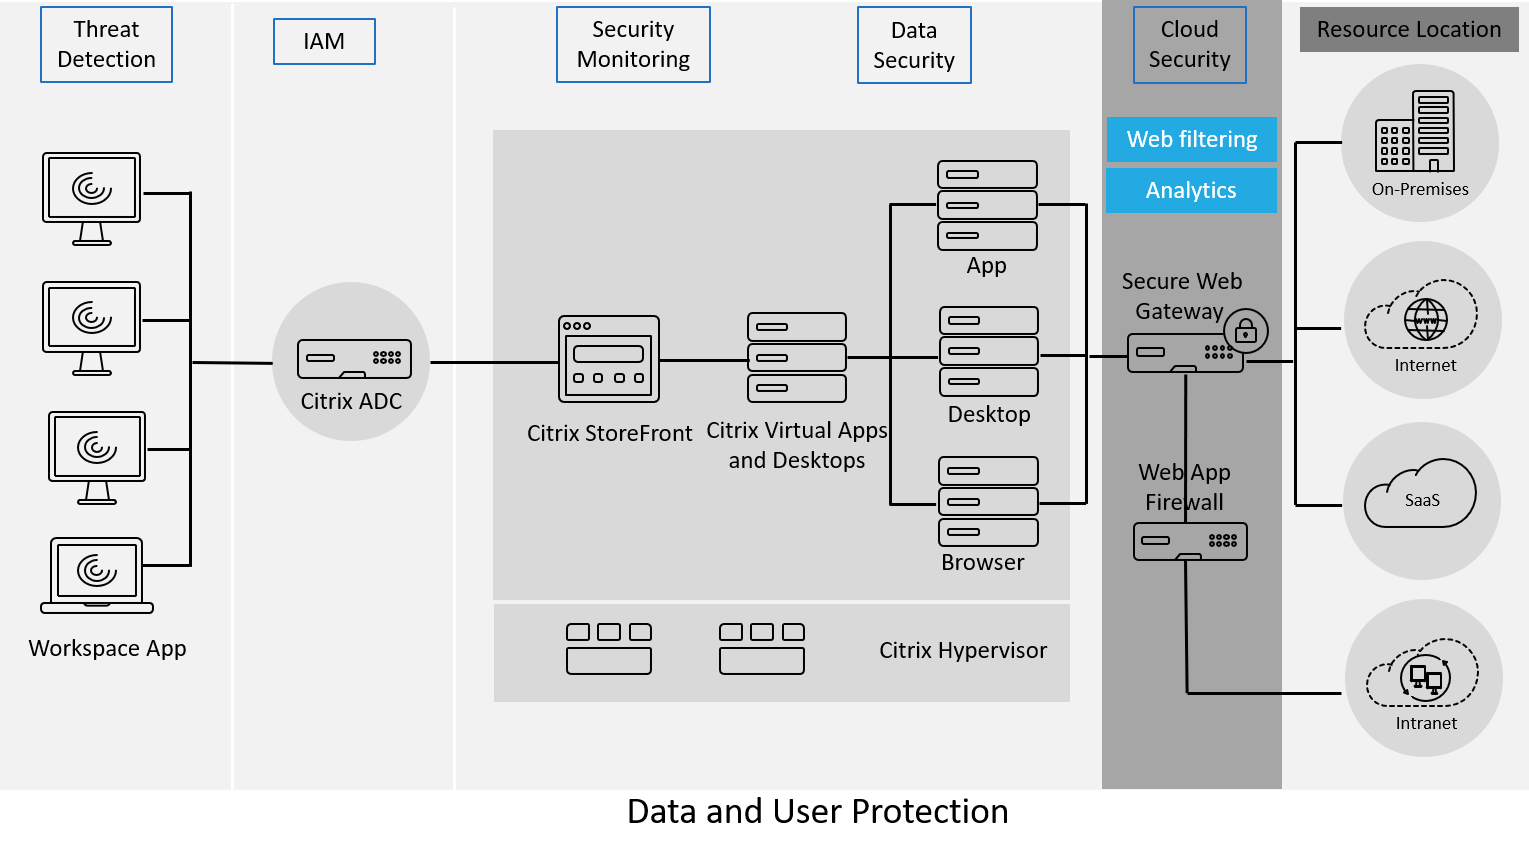 Threat
Detection
IAM
Security
Monitoring
Data
Security
Cloud
Security
Resource Location
Web filtering
Analytics
On-Premises
App
Secure Web
Gateway
www
Internet
Citrix ADC
Desktop
Citrix StoreFront
Citrix Virtual Apps
and Desktops
Web App
Firewall
SaaS
Browser
Workspace App
Citrix Hypervisor
Intranet
Data and User Protection